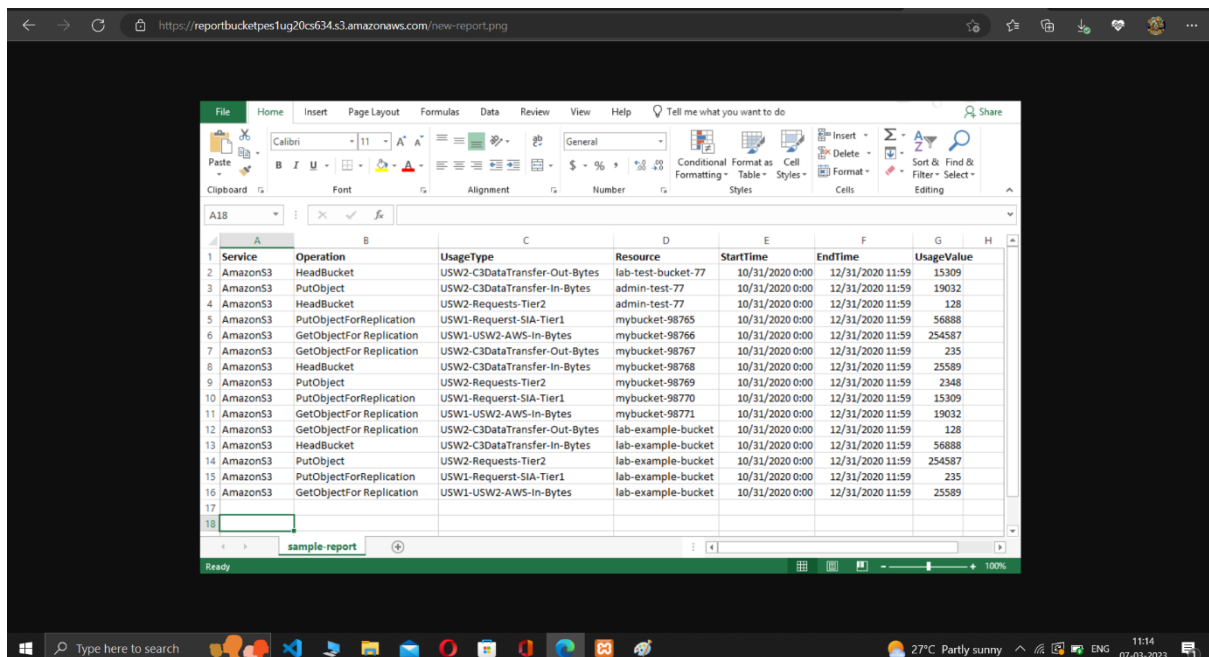 https://reportbucketpes1ug20cs634.s3.amazonaws.com/new-report.png
File Home Insert Page Layout Formulas Data Review View Help Tell me what you want to do Share
Calibri 11 A A General
Insert
Delete
Format
Paste B I U A $ % , Conditional Formatting Format as Table Cell Styles Sort & Filter Find & Select
Clipboard Font Alignment Number Styles Cells Editing
A18 fx
A B C D E F G H
1 Service Operation UsageType Resource StartTime EndTime UsageValue
2 AmazonS3 HeadBucket USW2-C3DataTransfer-Out-Bytes lab-test-bucket-77 10/31/2020 0:00 12/31/2020 11:59 15309
3 AmazonS3 PutObject USW2-C3DataTransfer-In-Bytes admin-test-77 10/31/2020 0:00 12/31/2020 11:59 19032
4 AmazonS3 HeadBucket USW2-Requests-Tier2 admin-test-77 10/31/2020 0:00 12/31/2020 11:59 128
5 AmazonS3 PutObjectForReplication USW1-Requerst-SIA-Tier1 mybucket-98765 10/31/2020 0:00 12/31/2020 11:59 56888
6 AmazonS3 GetObjectFor Replication USW1-USW2-AWS-In-Bytes mybucket-98766 10/31/2020 0:00 12/31/2020 11:59 254587
7 AmazonS3 GetObjectFor Replication USW2-C3DataTransfer-Out-Bytes mybucket-98767 10/31/2020 0:00 12/31/2020 11:59 235
8 AmazonS3 HeadBucket USW2-C3DataTransfer-In-Bytes mybucket-98768 10/31/2020 0:00 12/31/2020 11:59 25589
9 AmazonS3 PutObject USW2-Requests-Tier2 mybucket-98769 10/31/2020 0:00 12/31/2020 11:59 2348
10 AmazonS3 PutObjectForReplication USW1-Requerst-SIA-Tier1 mybucket-98770 10/31/2020 0:00 12/31/2020 11:59 15309
11 AmazonS3 GetObjectFor Replication USW1-USW2-AWS-In-Bytes mybucket-98771 10/31/2020 0:00 12/31/2020 11:59 19032
12 AmazonS3 GetObjectFor Replication USW2-C3DataTransfer-Out-Bytes lab-example-bucket 10/31/2020 0:00 12/31/2020 11:59 128
13 AmazonS3 HeadBucket USW2-C3DataTransfer-In-Bytes lab-example-bucket 10/31/2020 0:00 12/31/2020 11:59 56888
14 AmazonS3 PutObject USW2-Requests-Tier2 lab-example-bucket 10/31/2020 0:00 12/31/2020 11:59 254587
15 AmazonS3 PutObjectForReplication USW1-Requerst-SIA-Tier1 lab-example-bucket 10/31/2020 0:00 12/31/2020 11:59 235
16 AmazonS3 GetObjectFor Replication USW1-USW2-AWS-In-Bytes lab-example-bucket 10/31/2020 0:00 12/31/2020 11:59 25589
17
18
sample-report
Ready 100%
Type here to search 27°C Partly sunny ENG 11:14
07-03-2023